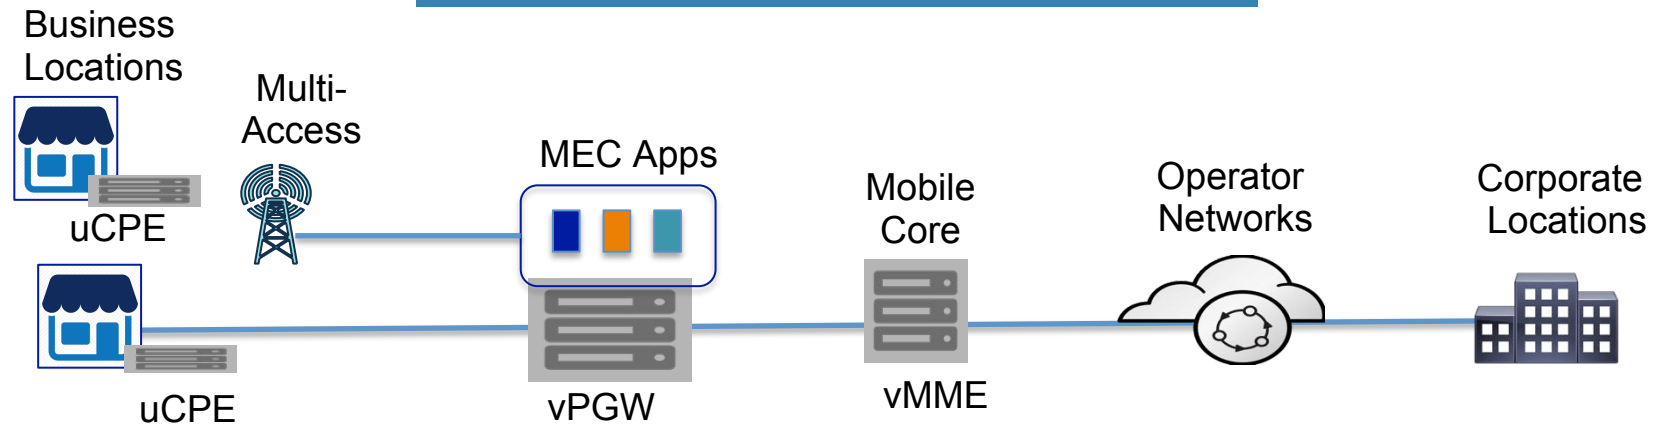 Business
Locations
uCPE
uCPE
Multi-
Access
MEC Apps
vPGW
Mobile
Core
vMME
Operator
Networks
Corporate
Locations